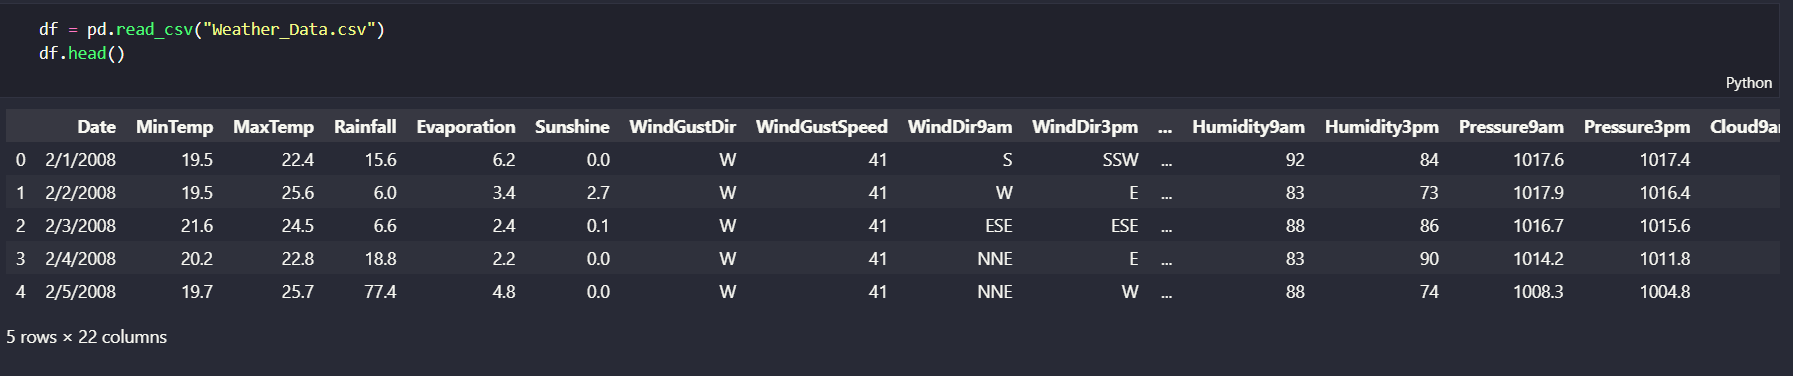 df = pd.read_csv("Weather_Data.csv")
df.head()
Python
Date MinTemp MaxTemp Rainfall Evaporation Sunshine WindGustDir WindGustSpeed WindDir9am WindDir3pm ... Humidity9am Humidity3pm Pressure9am Pressure3pm Cloud9a
0 2/1/2008 19.5 22.4 15.6 6.2 0.0 W 41 S SSW ... 92 84 1017.6 1017.4
1 2/2/2008 19.5 25.6 6.0 3.4 2.7 W 41 W E ... 83 73 1017.9 1016.4
2 2/3/2008 21.6 24.5 6.6 2.4 0.1 W 41 ESE ESE ... 88 86 1016.7 1015.6
3 2/4/2008 20.2 22.8 18.8 2.2 0.0 W 41 NNE E ... 83 90 1014.2 1011.8
4 2/5/2008 19.7 25.7 77.4 4.8 0.0 W 41 NNE W ... 88 74 1008.3 1004.8
5 rows × 22 columns